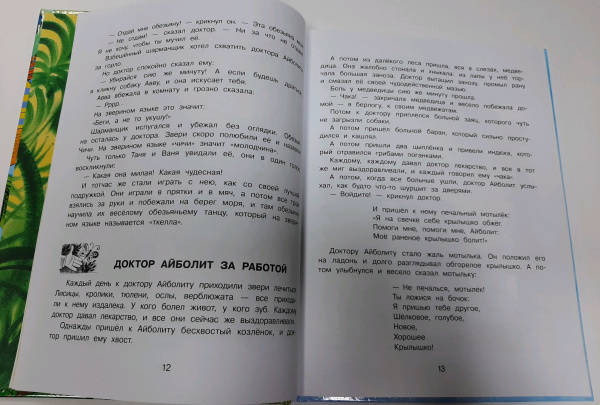 — Отдай мне обезьяну! — крикнул он. — Эта обезьяна моя
— Не отдам! — сказал доктор. — Ни за что не отдам
Я не хочу, чтобы ты мучил её.
Взбешённый шарманщик хотел схватить доктора Айболита
за горло.
Но доктор спокойно сказал ему:
— Убирайся сию же минуту! А если будешь драться,
я кликну собаку Авву, и она искусает тебя.
Авва вбежала в комнату и грозно сказала:
— Рррр...
На зверином языке это значит:
«Беги, а не то укушу!»
Шарманщик испугался и убежал без оглядки. Обезьяна
осталась у доктора. Звери скоро полюбили её и назвали
Чичи. На зверином языке «чичи» значит «молодчина».
Чуть только Таня и Ваня увидали её, они в один голос
воскликнули:
— Какая она милая! Какая чудесная!
И тотчас же стали играть с нею, как со своей лучшей
подружкой. Они играли в прятки и в мяч, а потом все трое
взялись за руки и побежали на берег моря, и там обезьянка
научила их весёлому обезьяньему танцу, который на зверином
языке называется «ткелла».
ДОКТОР АЙБОЛИТ ЗА РАБОТОЙ
Каждый день к доктору Айболиту приходили звери лечиться
Лисицы, кролики, тюлени, ослы, верблюжата — все приходили
к нему издалека. У кого болел живот, у кого зуб. Каждому
доктор давал лекарство, и все они сейчас же выздоравливали.
Однажды пришёл к Айболиту бесхвостый козлёнок, и доктор
пришил ему хвост.
12
А потом из далёкого леса пришла, вся в слезах, медведица.
Она жалобно стонала и хныкала: из лапы у неё торчала
большая заноза. Доктор вытащил занозу, промыл рану
и смазал её своей чудодейственной мазью.
Боль у медведицы сию же минуту прошла.
— Чака! — закричала медведица и весело побежала домой
— в берлогу, к своим медвежатам.
Потом к доктору приплёлся больной заяц, которого чуть
не загрызли собаки.
А потом пришёл больной баран, который сильно простудился
и кашлял.
А потом пришли два цыплёнка и привели индюка, который
отравился грибами поганками.
Каждому, каждому давал доктор лекарство, и все в тот
же миг выздоравливали, и каждый говорил ему «чака».
А потом, когда все больные ушли, доктор Айболит услыхал,
как будто что-то шуршит за дверями.
— Войдите! — крикнул доктор.
И пришёл к нему печальный мотылёк:
«Я на свечке себе крылышко обжёг.
Помоги мне, помоги мне, Айболит:
Моё раненое крылышко болит!»
Доктору Айболиту стало жаль мотылька. Он положил его
на ладонь и долго разглядывал обгорелое крылышко. А потом
улыбнулся и весело сказал мотыльку:
— Не печалься, мотылёк!
Ты ложися на бочок:
Я пришью тебе другое,
Шёлковое, голубое,
Новое,
Хорошее
Крылышко!
13